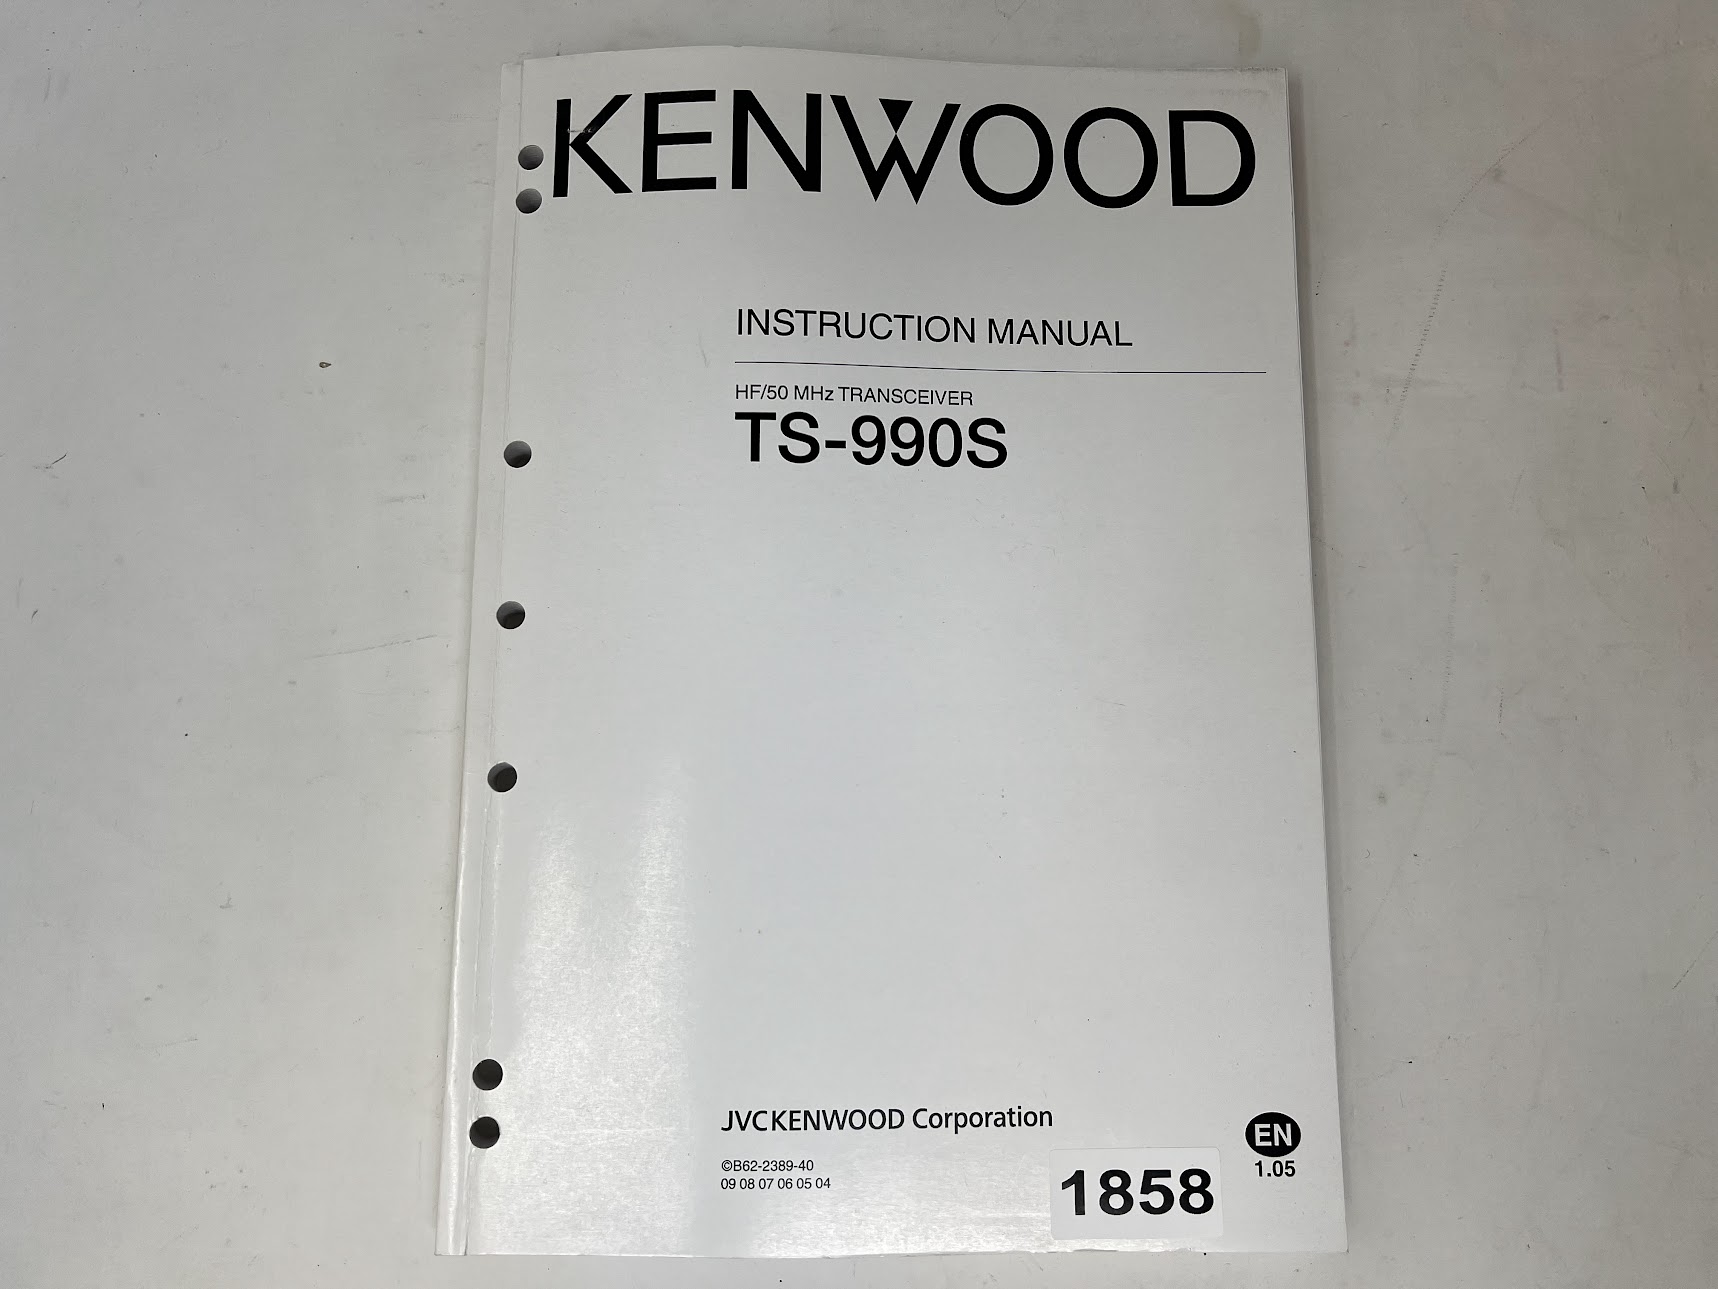 KENWOOD
INSTRUCTION MANUAL
HF/50 MHz TRANSCEIVER
TS-990S
JVCKENWOOD Corporation
©B62-2389-40
09 08 07 06 05 04
1858
EN
1.05